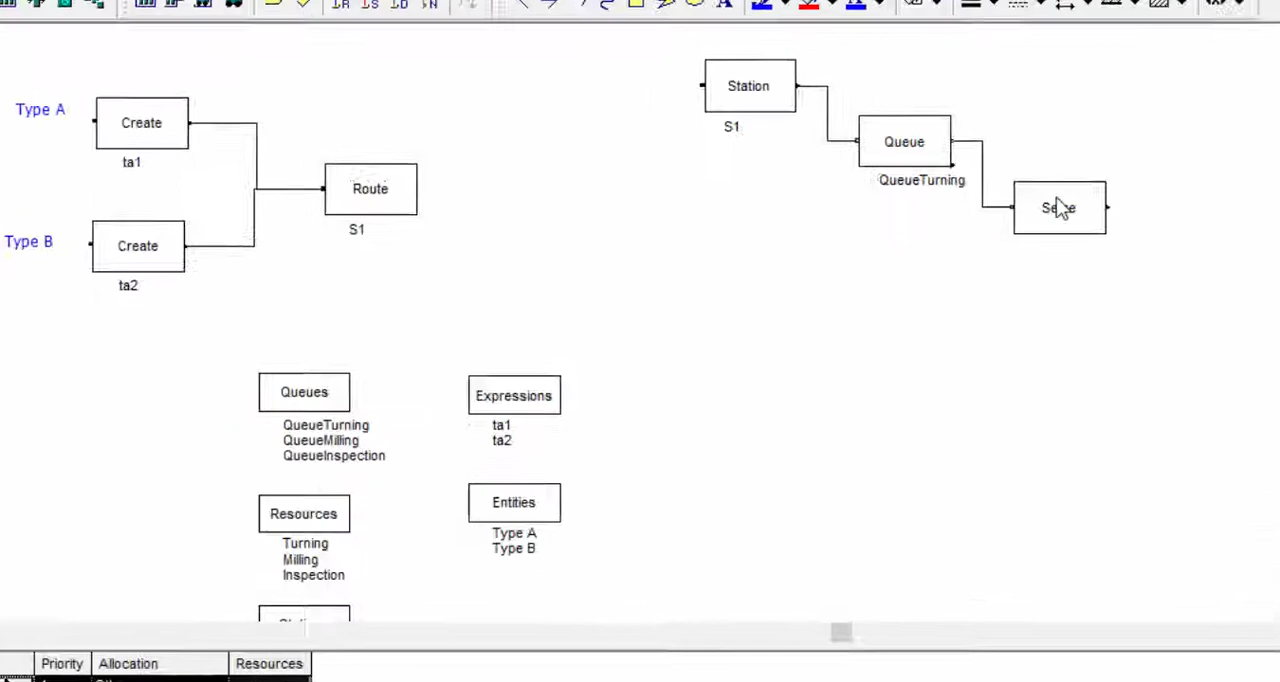 Type A
Create
ta1
Type B
Create
ta2
Route
S1
Station
S1
Queue
QueueTurning
Queues
QueueTurning
QueueMilling
QueueInspection
Expressions
ta1
ta2
Resources
Turning
Milling
Inspection
Entities
Type A
Type B
Priority Allocation Resources